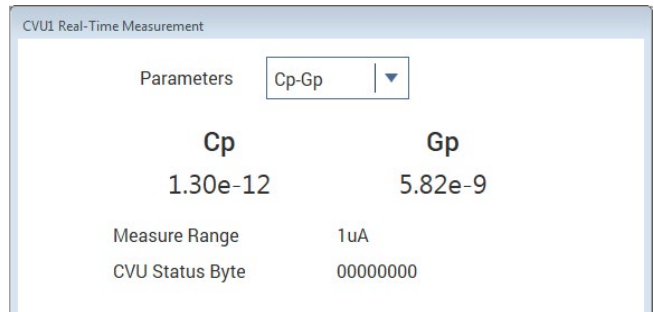 CVU1 Real-Time Measurement
Parameters Cp-Gp
Cp Gp
1.30e-12 5.82e-9
Measure Range 1uA
CVU Status Byte 00000000